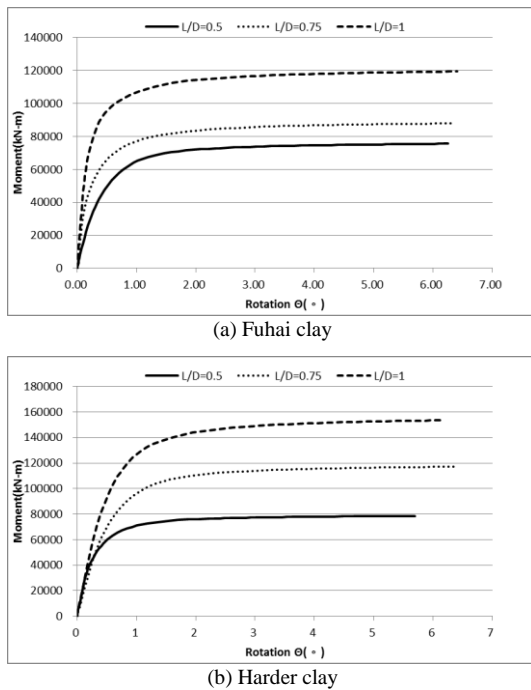 L/D=0.5 L/D=0.75 L/D=1
140000
120000
100000
80000
60000
40000
20000
0
Moment(kN-m)
0.00 1.00 2.00 3.00 4.00 5.00 6.00 7.00
Rotation Θ( ∘ )
(a) Fuhai clay
L/D=0.5 L/D=0.75 L/D=1
180000
160000
140000
120000
100000
80000
60000
40000
20000
0
Moment(kN-m)
0 1 2 3 4 5 6 7
Rotation Θ( ∘ )
(b) Harder clay